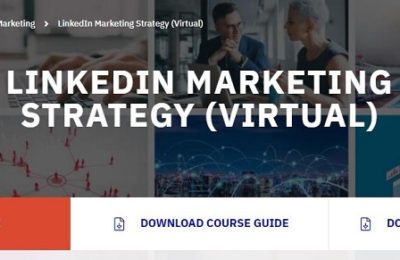 Marketing > LinkedIn Marketing Strategy (Virtual)
LINKEDIN MARKETING
STRATEGY (VIRTUAL)
DOWNLOAD COURSE GUIDE